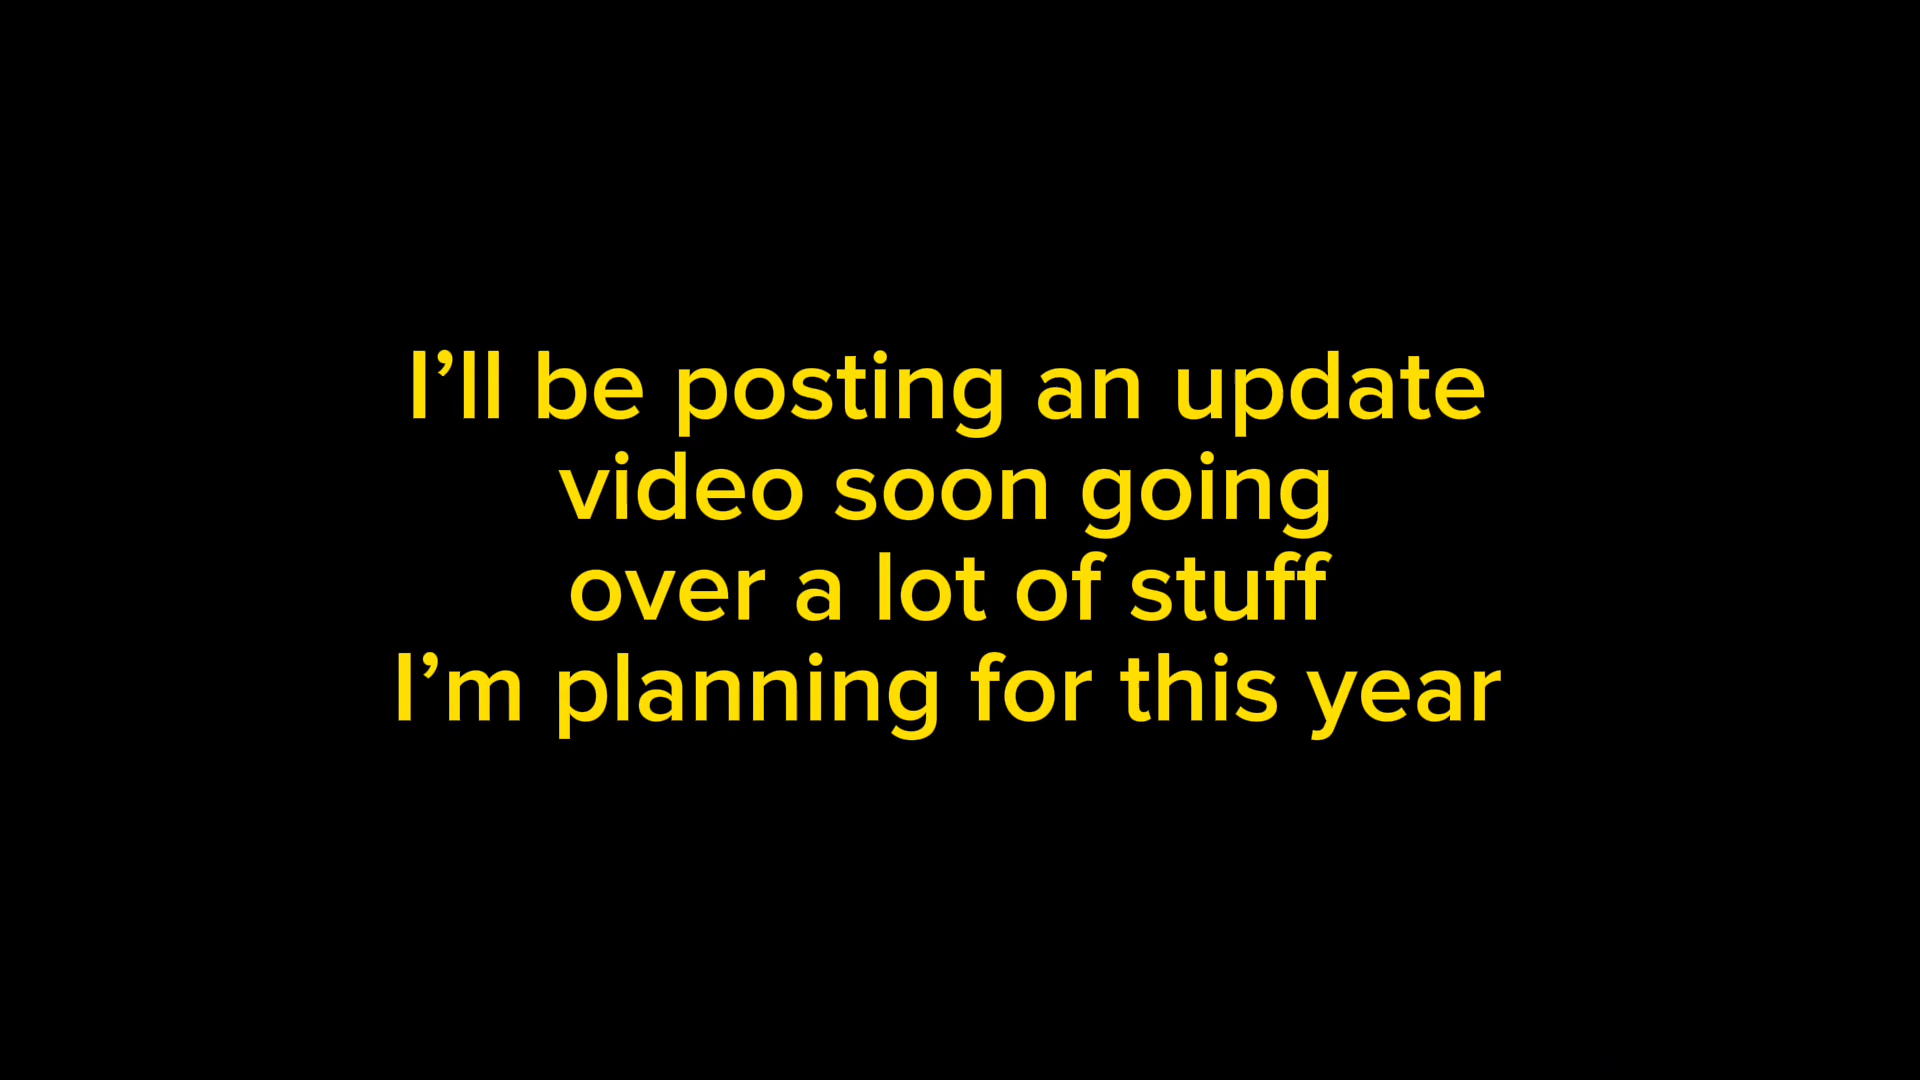 I’ll be posting an update
video soon going
over a lot of stuff
I’m planning for this year